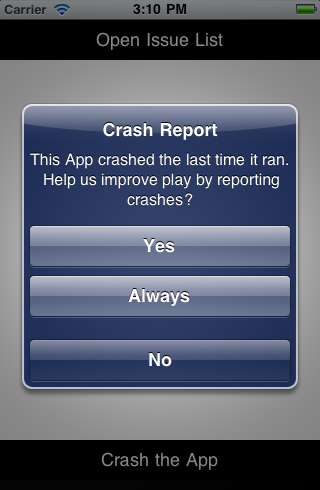 Carrier 3:10 PM
Open Issue List
Crash Report
This App crashed the last time it ran.
Help us improve play by reporting
crashes?
Yes
Always
No
Crash the App